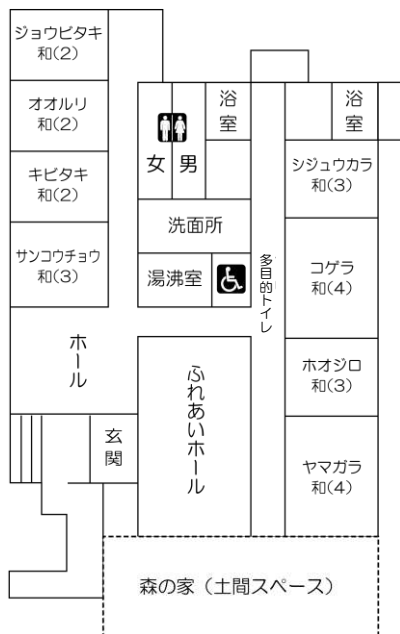 ジョウビタキ
和(2)
オオルリ
和(2)
キビタキ
和(2)
サンコウチョウ
和(3)
ホール
玄関
女
男
浴室
洗面所
湯沸室
多目的トイレ
ふれあいホール
浴室
シジュウカラ
和(3)
コゲラ
和(4)
ホオジロ
和(3)
ヤマガラ
和(4)
森の家（土間スペース）